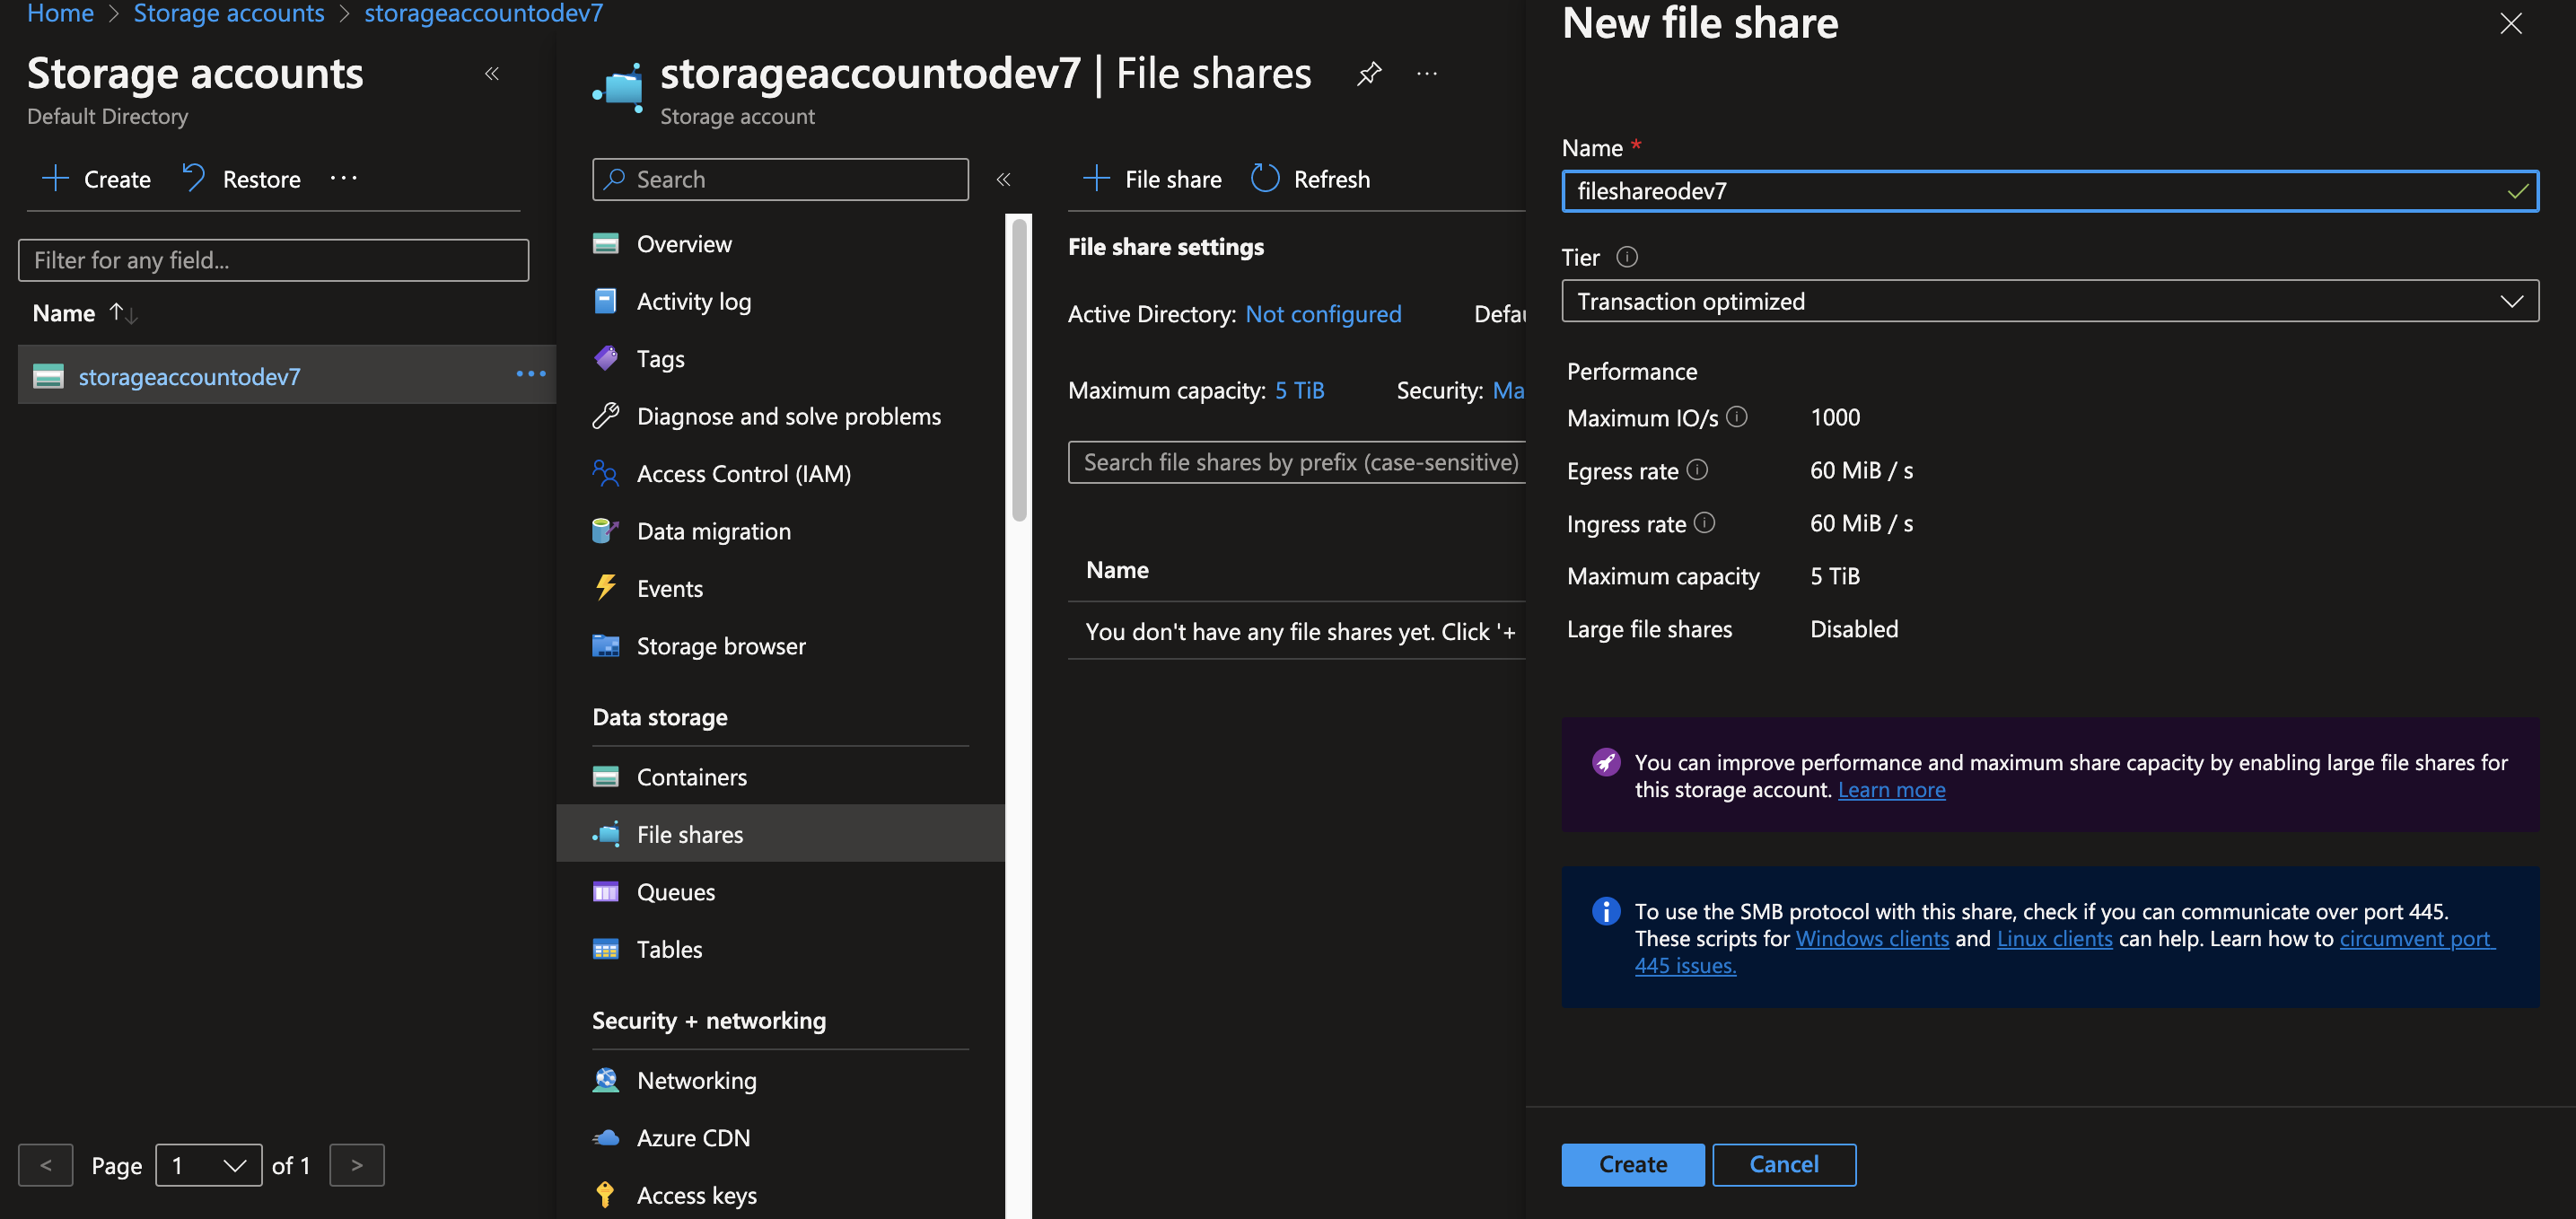 Home > Storage accounts > storageaccountodev7
Storage accounts
Default Directory
Create Restore
Filter for any field...
Name
storageaccountodev7
Page 1 of 1
storageaccountodev7 | File shares
Storage account
Search
Overview
Activity log
Tags
Diagnose and solve problems
Access Control (IAM)
Data migration
Events
Storage browser
Data storage
Containers
File shares
Queues
Tables
Security + networking
Networking
Azure CDN
Access keys
File share Refresh
File share settings
Active Directory: Not configured Defau
Maximum capacity: 5 TiB Security: Ma
Search file shares by prefix (case-sensitive)
Name
You don't have any file shares yet. Click '+
New file share
Name *
fileshareodev7
Tier
Transaction optimized
Performance
Maximum IO/s 1000
Egress rate 60 MiB / s
Ingress rate 60 MiB / s
Maximum capacity 5 TiB
Large file shares Disabled
You can improve performance and maximum share capacity by enabling large file shares for
this storage account. Learn more
To use the SMB protocol with this share, check if you can communicate over port 445.
These scripts for Windows clients and Linux clients can help. Learn how to circumvent port
445 issues.
Create Cancel